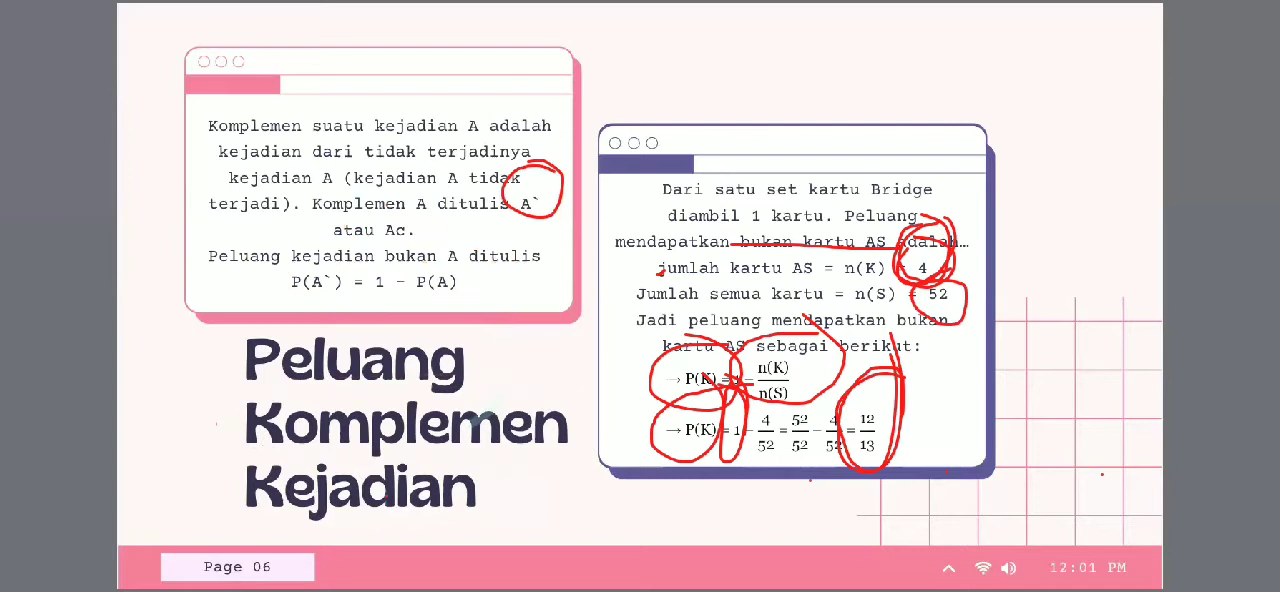 Komplemen suatu kejadian A adalah
kejadian dari tidak terjadinya
kejadian A (kejadian A tidak
terjadi). Komplemen A ditulis A`
atau Ac.
Peluang kejadian bukan A ditulis
P(A`) = 1 - P(A)
Peluang
Komplemen
Kejadian
Dari satu set kartu Bridge
diambil 1 kartu. Peluang
mendapatkan bukan kartu AS adalah…
jumlah kartu AS = n(K) = 4
Jumlah semua kartu = n(S) = 52
Jadi peluang mendapatkan bukan
kartu AS sebagai berikut:
→ P(K) = 1 − n(K)/n(S)
→ P(K) = 1 − 4/52 = 52/52 − 4/52 = 12/13
Page 06
12:01 PM